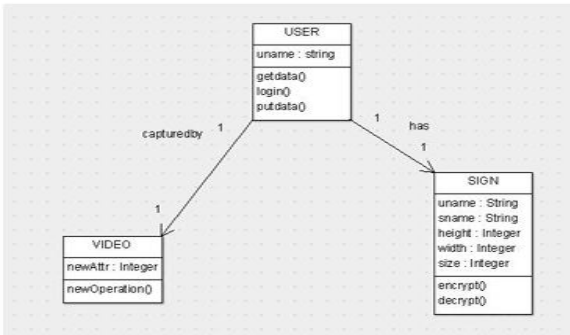 USER
uname : string
getdata()
login()
putdata()
capturedby
1
1
has
1
1
SIGN
uname : String
sname : String
height : Integer
width : Integer
size : Integer
encrypt()
decrypt()
VIDEO
newAttr : Integer
newOperation()